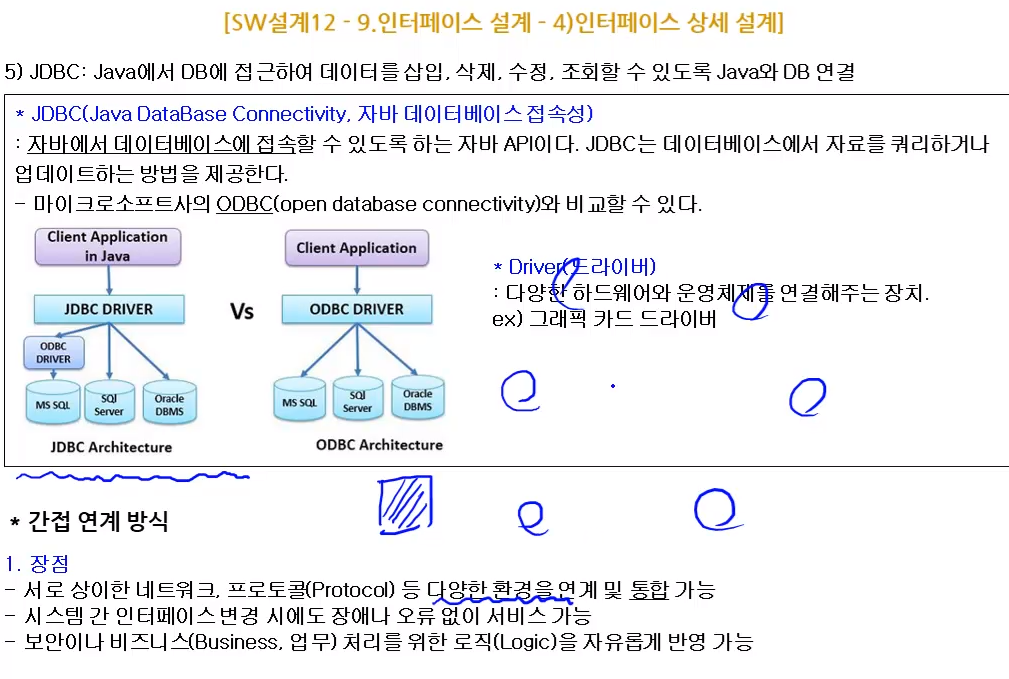 [SW설계12 - 9.인터페이스 설계 - 4)인터페이스 상세 설계]
5) JDBC: Java에서 DB에 접근하여 데이터를 삽입, 삭제, 수정, 조회할 수 있도록 Java와 DB 연결
* JDBC(Java DataBase Connectivity, 자바 데이터베이스 접속성)
: 자바에서 데이터베이스에 접속할 수 있도록 하는 자바 API이다. JDBC는 데이터베이스에서 자료를 쿼리하거나
업데이트하는 방법을 제공한다.
- 마이크로소프트사의 ODBC(open database connectivity)와 비교할 수 있다.
Client Application
in Java
JDBC DRIVER
ODBC
DRIVER
MS SQL
SQJ
Server
Oracle
DBMS
JDBC Architecture
Vs
Client Application
ODBC DRIVER
MS SQL
SQJ
Server
Oracle
DBMS
ODBC Architecture
* Driver(드라이버)
: 다양한 하드웨어와 운영체제를 연결해주는 장치.
ex) 그래픽 카드 드라이버
* 간접 연계 방식
1. 장점
- 서로 상이한 네트워크, 프로토콜(Protocol) 등 다양한 환경을 연계 및 통합 가능
- 시스템 간 인터페이스 변경 시에도 장애나 오류 없이 서비스 가능
- 보안이나 비즈니스(Business, 업무) 처리를 위한 로직(Logic)을 자유롭게 반영 가능